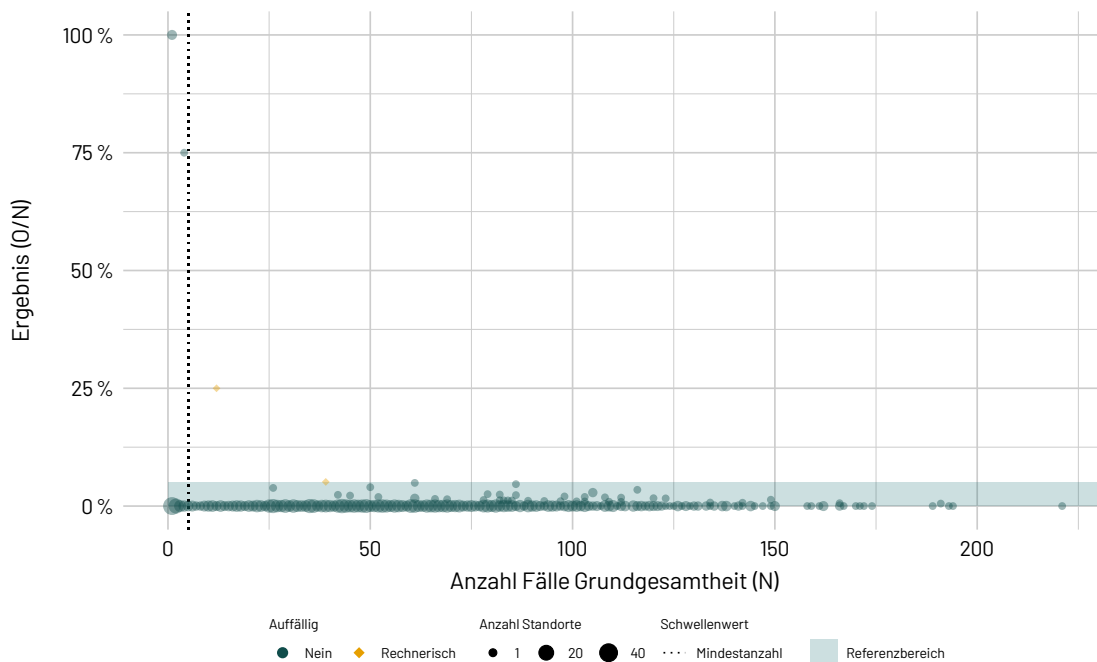 100 %
75 %
50 %
25 %
0 %
Ergebnis (O/N)
0 50 100 150 200
Anzahl Fälle Grundgesamtheit (N)
Auffällig Anzahl Standorte Schwellenwert
Nein Rechnerisch 1 20 40 Mindestanzahl Referenzbereich